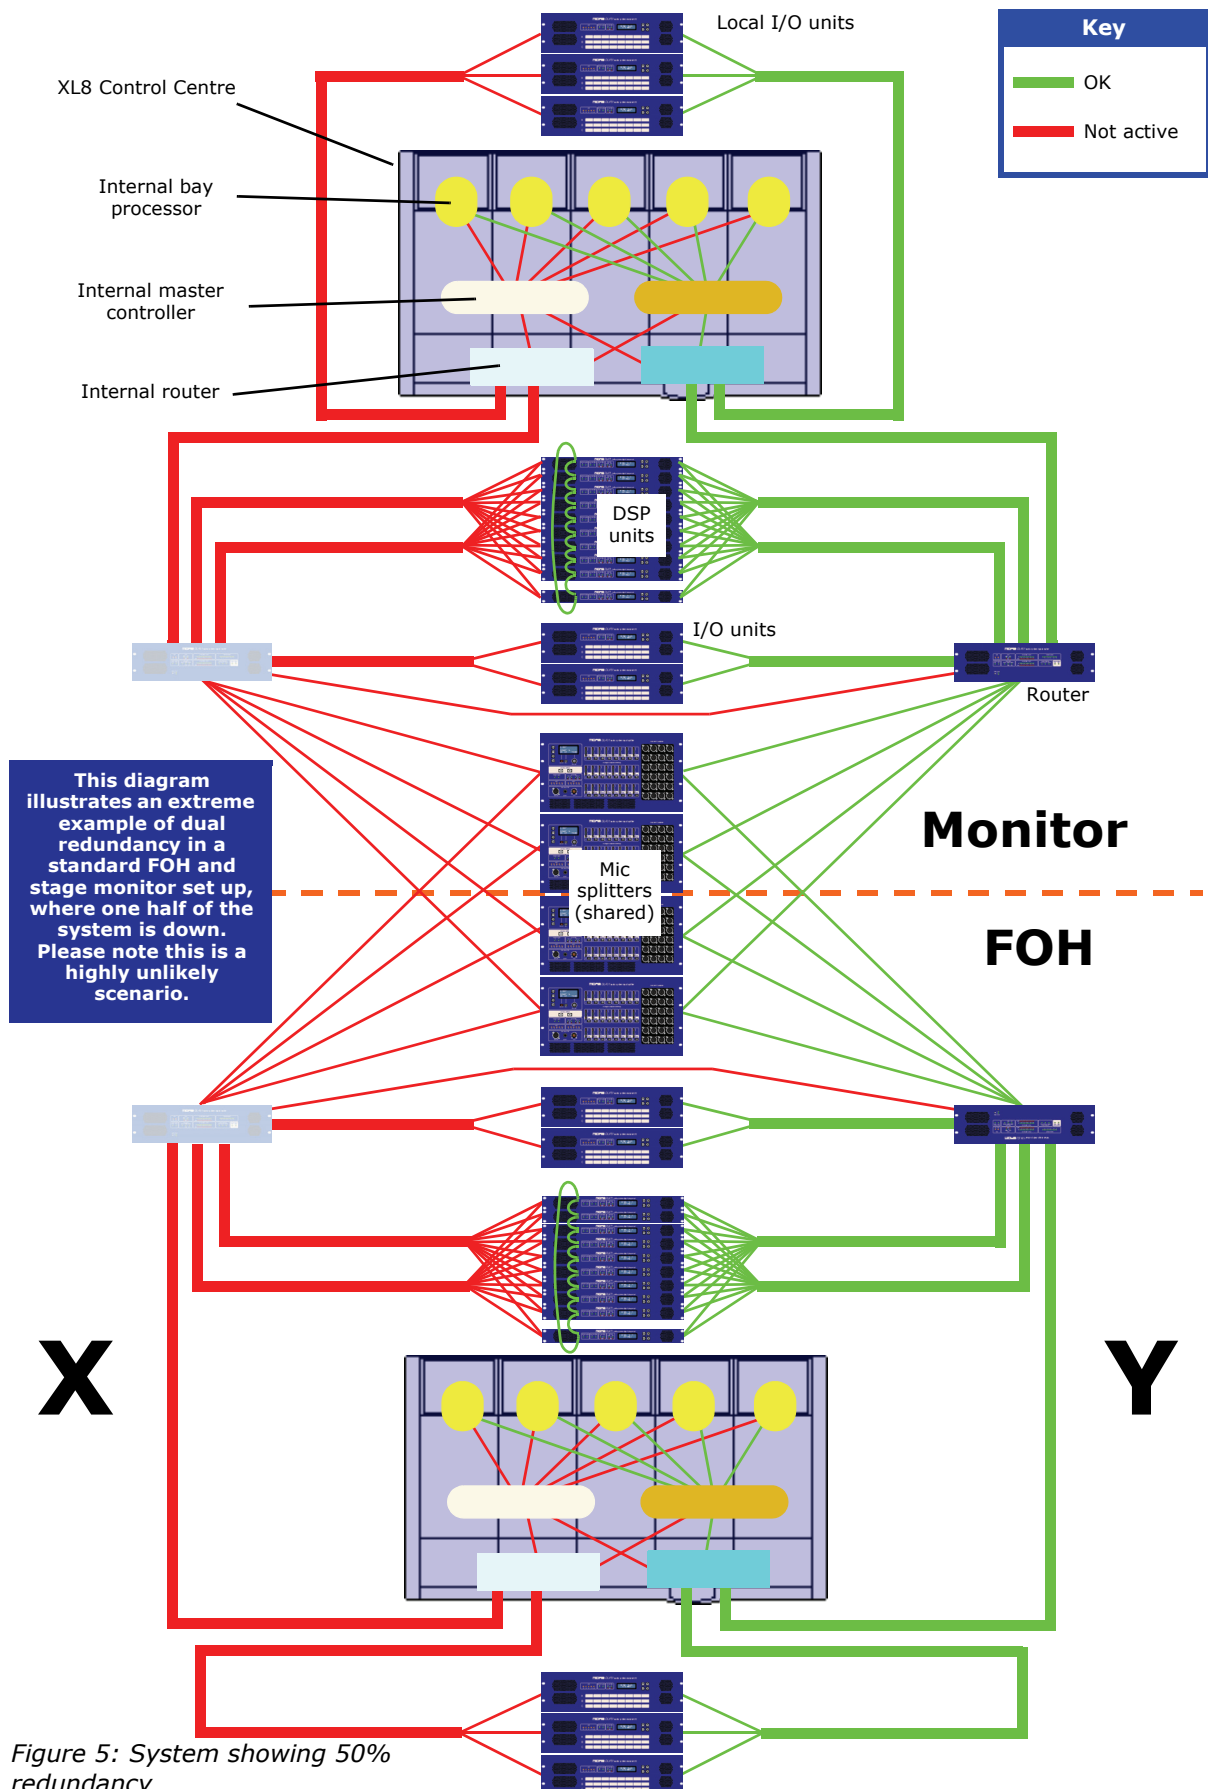 Local I/O units
Key
OK
Not active
XL8 Control Centre
Internal bay
processor
Internal master
controller
Internal router
DSP
units
I/O units
Router
This diagram
illustrates an extreme
example of dual
redundancy in a
standard FOH and
stage monitor set up,
where one half of the
system is down.
Please note this is a
highly unlikely
scenario.
Monitor
Mic
splitters
(shared)
FOH
X
Y
Figure 5: System showing 50%
redundancy